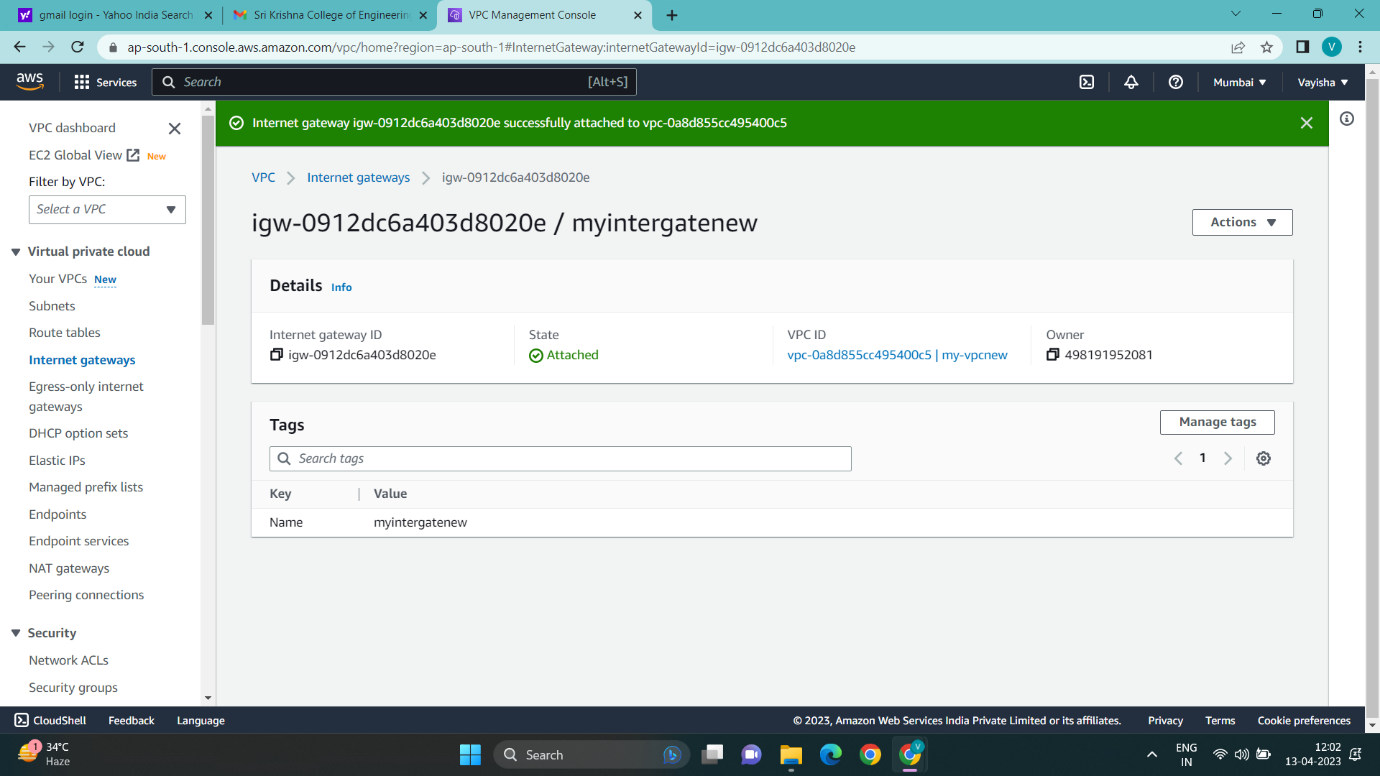 gmail login - Yahoo India Search
Sri Krishna College of Engineering
VPC Management Console
ap-south-1.console.aws.amazon.com/vpc/home?region=ap-south-1#InternetGateway:internetGatewayId=igw-0912dc6a403d8020e
V
aws
Services
Search
[Alt+S]
Mumbai
Vayisha
VPC dashboard
EC2 Global View New
Filter by VPC:
Select a VPC
Virtual private cloud
Your VPCs New
Subnets
Route tables
Internet gateways
Egress-only internet
gateways
DHCP option sets
Elastic IPs
Managed prefix lists
Endpoints
Endpoint services
NAT gateways
Peering connections
Security
Network ACLs
Security groups
Internet gateway igw-0912dc6a403d8020e successfully attached to vpc-0a8d855cc495400c5
VPC
Internet gateways
igw-0912dc6a403d8020e
igw-0912dc6a403d8020e / myintergatenew
Actions
Details Info
Internet gateway ID
igw-0912dc6a403d8020e
State
Attached
VPC ID
vpc-0a8d855cc495400c5 | my-vpcnew
Owner
498191952081
Tags
Manage tags
Search tags
1
Key
Value
Name
myintergatenew
CloudShell
Feedback
Language
© 2023, Amazon Web Services India Private Limited or its affiliates.
Privacy
Terms
Cookie preferences
1
34°C
Haze
Search
V
ENG
IN
12:02
13-04-2023